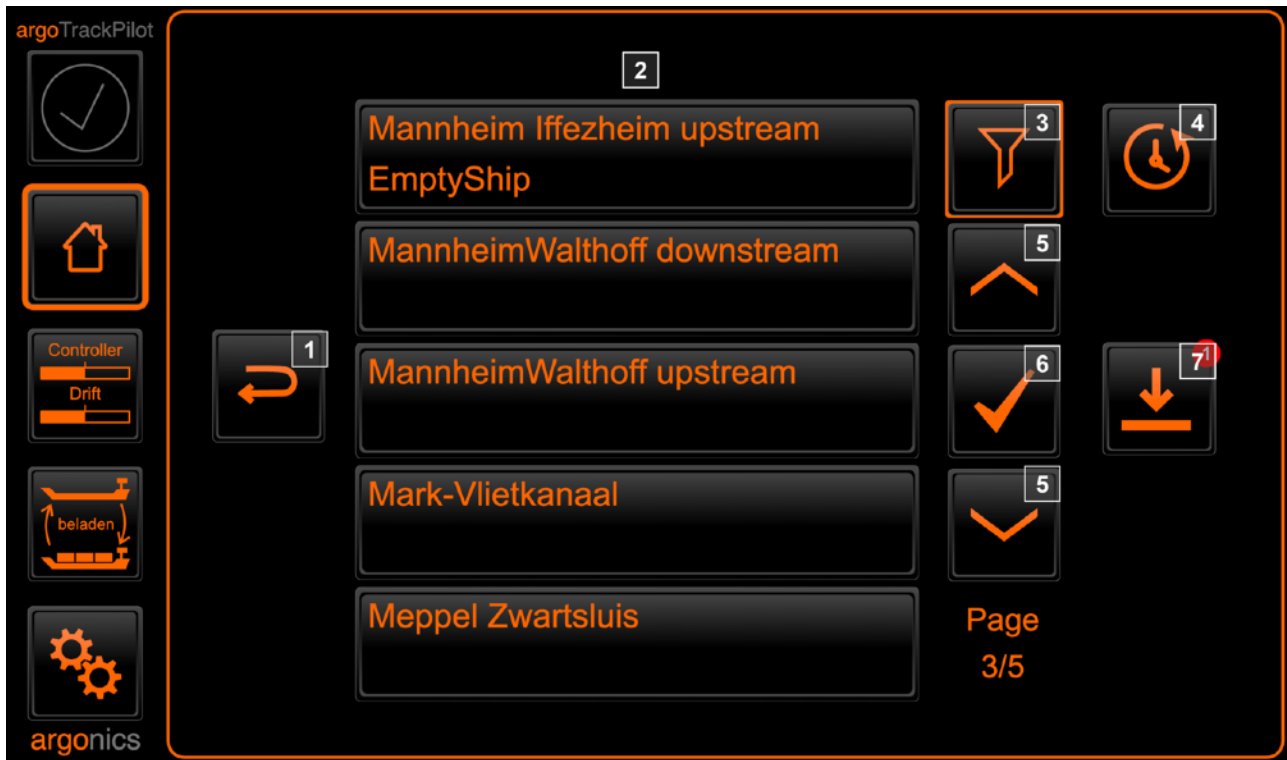 argoTrackPilot
2
Mannheim Iffezheim upstream
EmptyShip
3
4
MannheimWalthoff downstream
5
Controller
Drift
1
MannheimWalthoff upstream
6
7
1
beladen
Mark-Vlietkanaal
5
Meppel Zwartsluis
Page
3/5
argonics